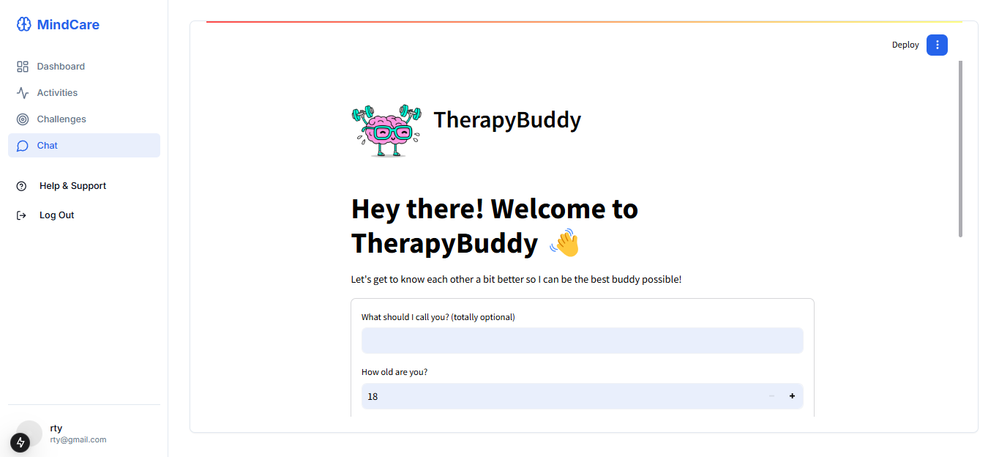 MindCare
Dashboard
Activities
Challenges
Chat
Help & Support
Log Out
rty
rty@gmail.com
Deploy
TherapyBuddy
Hey there! Welcome to
TherapyBuddy 👋
Let's get to know each other a bit better so I can be the best buddy possible!
What should I call you? (totally optional)
How old are you?
18